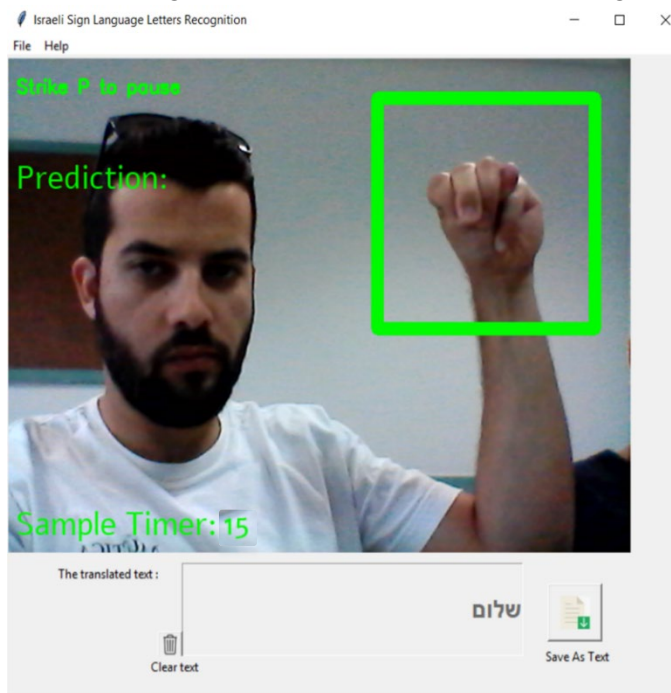 Israeli Sign Language Letters Recognition
File Help
Strike P to pause
Prediction:
Sample Timer: 15
The translated text :
שלום
Clear text
Save As Text